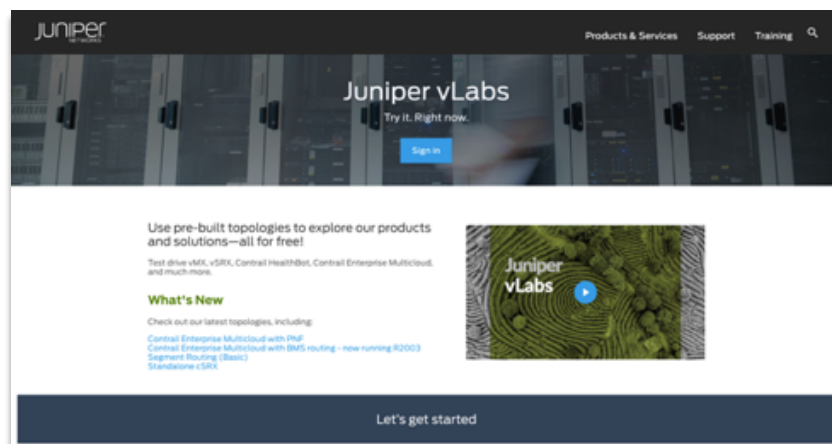 JUNIPER
NETWORKS
Products & Services Support Training
Juniper vLabs
Try it. Right now.
Sign in
Use pre-built topologies to explore our products
and solutions—all for free!
Test drive vMX, vSRX, Contrail HealthBot, Contrail Enterprise Multicloud,
and much more.
What's New
Check out our latest topologies, including:
Contrail Enterprise Multicloud with PNF
Contrail Enterprise Multicloud with BMS routing - now running R2003
Segment Routing (Basic)
Standalone cSRX
Juniper
vLabs
Let's get started